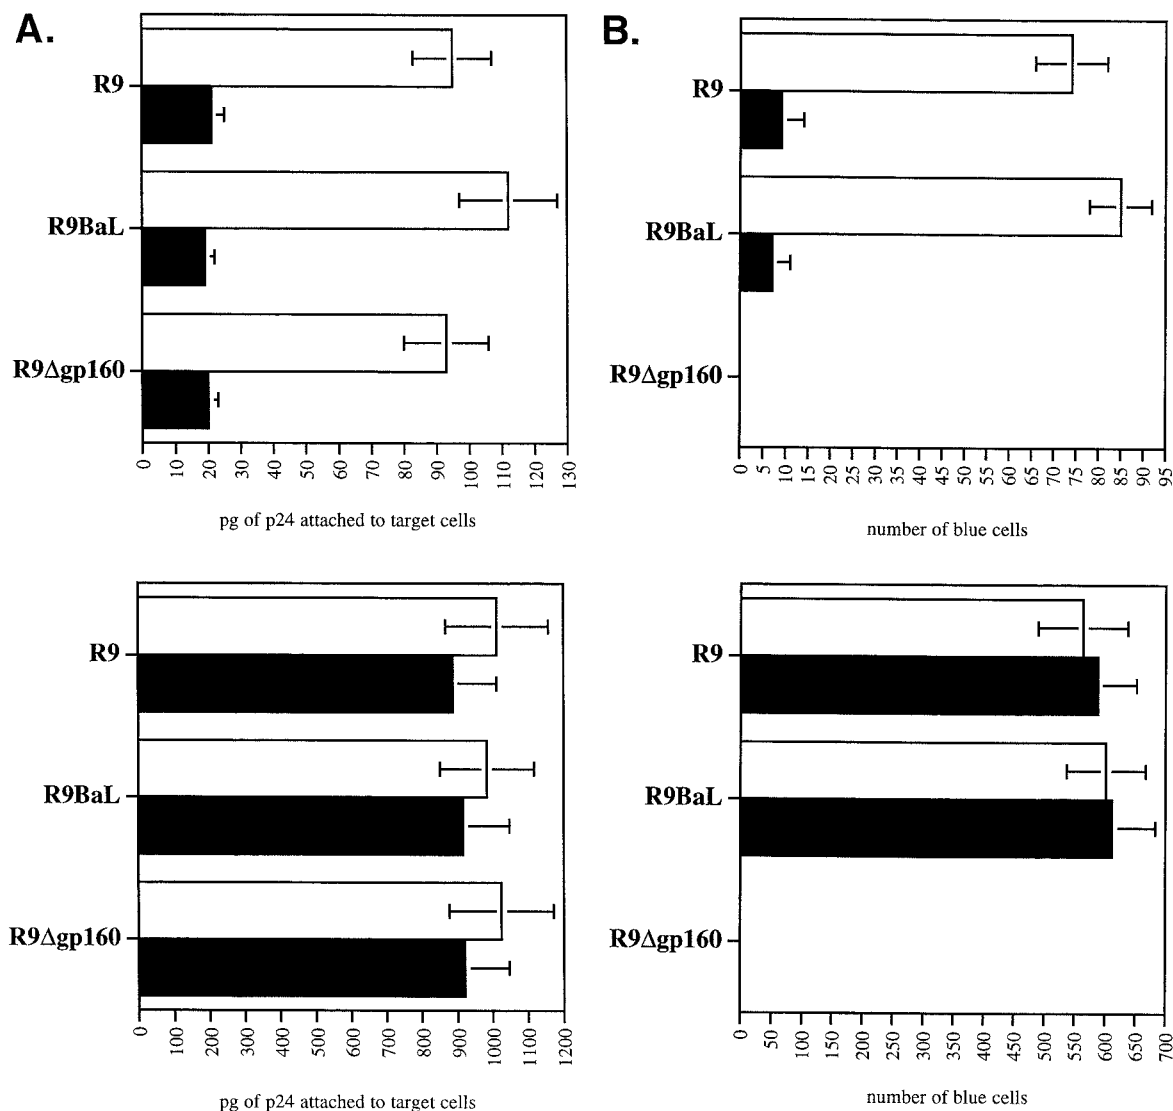 A.
R9
R9BaL
R9Δgp160
0 10 20 30 40 50 60 70 80 90 100 110 120 130
pg of p24 attached to target cells
B.
R9
R9BaL
R9Δgp160
0 5 10 15 20 25 30 35 40 45 50 55 60 65 70 75 80 85 90 95
number of blue cells
R9
R9BaL
R9Δgp160
0 100 200 300 400 500 600 700 800 900 1000 1100 1200
pg of p24 attached to target cells
R9
R9BaL
R9Δgp160
0 50 100 150 200 250 300 350 400 450 500 550 600 650 700
number of blue cells